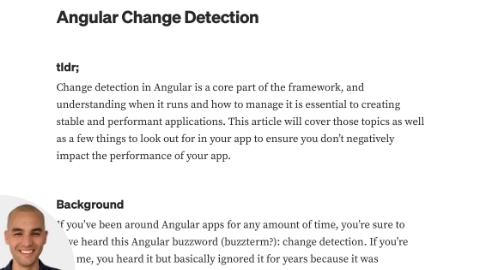 Angular Change Detection
tldr;
Change detection in Angular is a core part of the framework, and
understanding when it runs and how to manage it is essential to creating
stable and performant applications. This article will cover those topics as well
as a few things to look out for in your app to ensure you don't negatively
impact the performance of your app.
Background
If you've been around Angular apps for any amount of time, you're sure to
heard this Angular buzzword (buzzterm?): change detection. If you're
me, you heard it but basically ignored it for years because it was